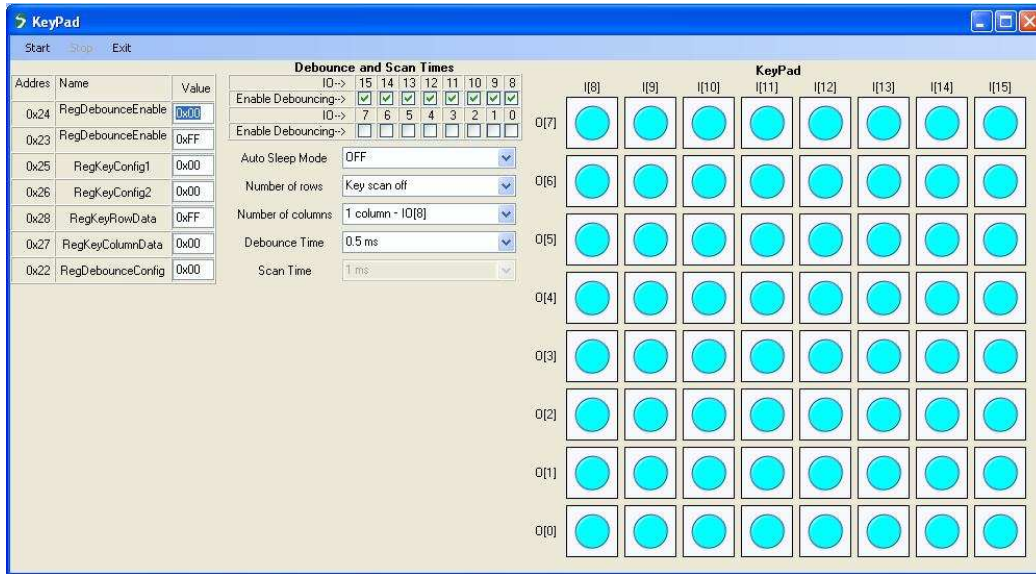 KeyPad
Start Stop Exit
Addres Name Value
0x24 RegDebounceEnable 0x00
0x23 RegDebounceEnable 0xFF
0x25 RegKeyConfig1 0x00
0x26 RegKeyConfig2 0x00
0x28 RegKeyRowData 0xFF
0x27 RegKeyColumnData 0x00
0x22 RegDebounceConfig 0x00
Debounce and Scan Times
IO--> 15 14 13 12 11 10 9 8
Enable Debouncing-->
IO--> 7 6 5 4 3 2 1 0
Enable Debouncing-->
Auto Sleep Mode OFF
Number of rows Key scan off
Number of columns 1 column - IO[8]
Debounce Time 0.5 ms
Scan Time 1 ms
KeyPad
I[8] I[9] I[10] I[11] I[12] I[13] I[14] I[15]
O[7]
O[6]
O[5]
O[4]
O[3]
O[2]
O[1]
O[0]